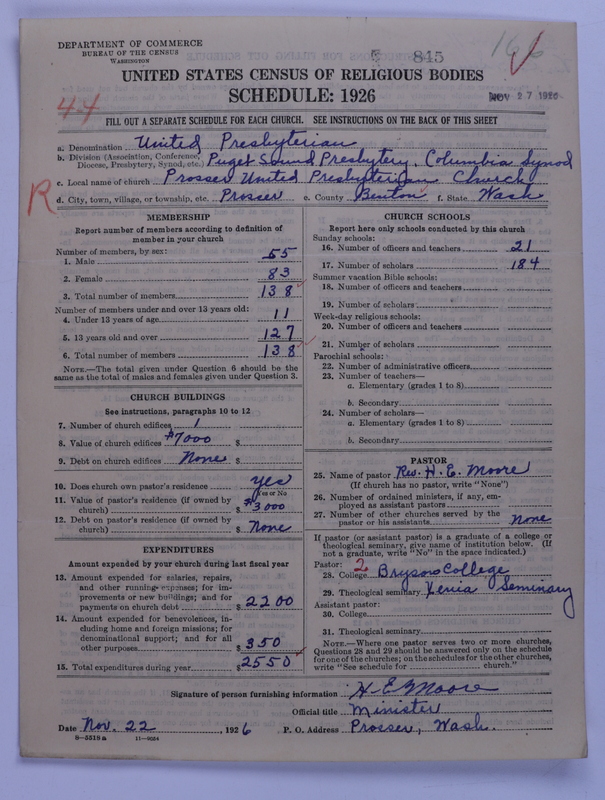 DEPARTMENT OF COMMERCE
BUREAU OF THE CENSUS
WASHINGTON
845
166
UNITED STATES CENSUS OF RELIGIOUS BODIES
SCHEDULE: 1926
NOV 27 1926
44
FILL OUT A SEPARATE SCHEDULE FOR EACH CHURCH. SEE INSTRUCTIONS ON THE BACK OF THIS SHEET
a. Denomination United Presbyterian
b. Division (Association, Conference, Diocese, Presbytery, Synod, etc.) Puget Sound Presbytery, Columbia Synod
c. Local name of church Prosser United Presbyterian Church
R
d. City, town, village, or township, etc. Prosser e. County Benton f. State Wash
MEMBERSHIP
Report number of members according to definition of member in your church
Number of members, by sex:
1. Male 55
2. Female 83
3. Total number of members 138
Number of members under and over 13 years old:
4. Under 13 years of age 11
5. 13 years old and over 127
6. Total number of members 138
NOTE.—The total given under Question 6 should be the same as the total of males and females given under Question 3.
CHURCH BUILDINGS
See instructions, paragraphs 10 to 12
7. Number of church edifices 1
8. Value of church edifices $7000 $
9. Debt on church edifices None $
10. Does church own pastor's residence yes
Yes or No
11. Value of pastor's residence (if owned by church) $3000
12. Debt on pastor's residence (if owned by church) $ None
EXPENDITURES
Amount expended by your church during last fiscal year
13. Amount expended for salaries, repairs, and other running expenses; for improvements or new buildings; and for payments on church debt $ 2200
14. Amount expended for benevolences, including home and foreign missions; for denominational support; and for all other purposes $ 350
15. Total expenditures during year $ 2550
CHURCH SCHOOLS
Report here only schools conducted by this church
Sunday schools:
16. Number of officers and teachers 21
17. Number of scholars 184
Summer vacation Bible schools:
18. Number of officers and teachers
19. Number of scholars
Week-day religious schools:
20. Number of officers and teachers
21. Number of scholars
Parochial schools:
22. Number of administrative officers
23. Number of teachers—
a. Elementary (grades 1 to 8)
b. Secondary
24. Number of scholars—
a. Elementary (grades 1 to 8)
b. Secondary
PASTOR
25. Name of pastor Rev. H. E. Moore
(If church has no pastor, write "None")
26. Number of ordained ministers, if any, employed as assistant pastors
27. Number of other churches served by the pastor or his assistants None
If pastor (or assistant pastor) is a graduate of a college or theological seminary, give name of institution below. (If not a graduate, write "No" in the space indicated.)
Pastor: 2
28. College Bryson College
29. Theological seminary Xenia Seminary
Assistant pastor:
30. College
31. Theological seminary
NOTE.—Where one pastor serves two or more churches, Questions 28 and 29 should be answered only on the schedule for one of the churches; on the schedules for the other churches, write "See schedule for church."
Signature of person furnishing information H. E. Moore
Official title Minister
Date Nov. 22, 1926 P. O. Address Prosser, Wash.
8—5518a 11—9024